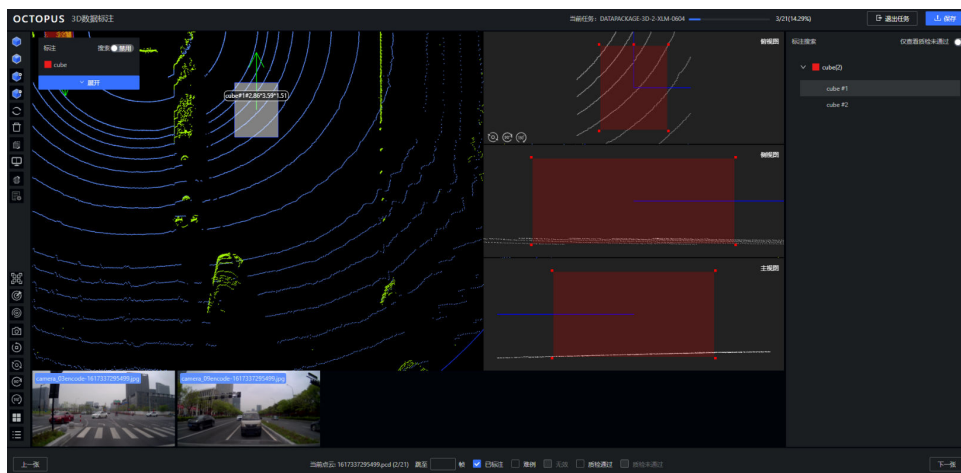 OCTOPUS 3D数据标注
当前任务: DATAPACKAGE-3D-2-XLM-0604 3/21(14.29%)
退出任务
保存
标注 搜索 禁用
cube
展开
cube#1#2.86*3.59*1.51
俯视图
侧视图
主视图
标注搜索 仅查看质检未通过
cube(2)
cube #1
cube #2
camera_03encode-1617337295499.jpg
camera_09encode-1617337295499.jpg
上一张
当前点云: 1617337295499.pcd (2/21) 跳至 帧 已标注 难例 无效 质检通过 质检未通过
下一张